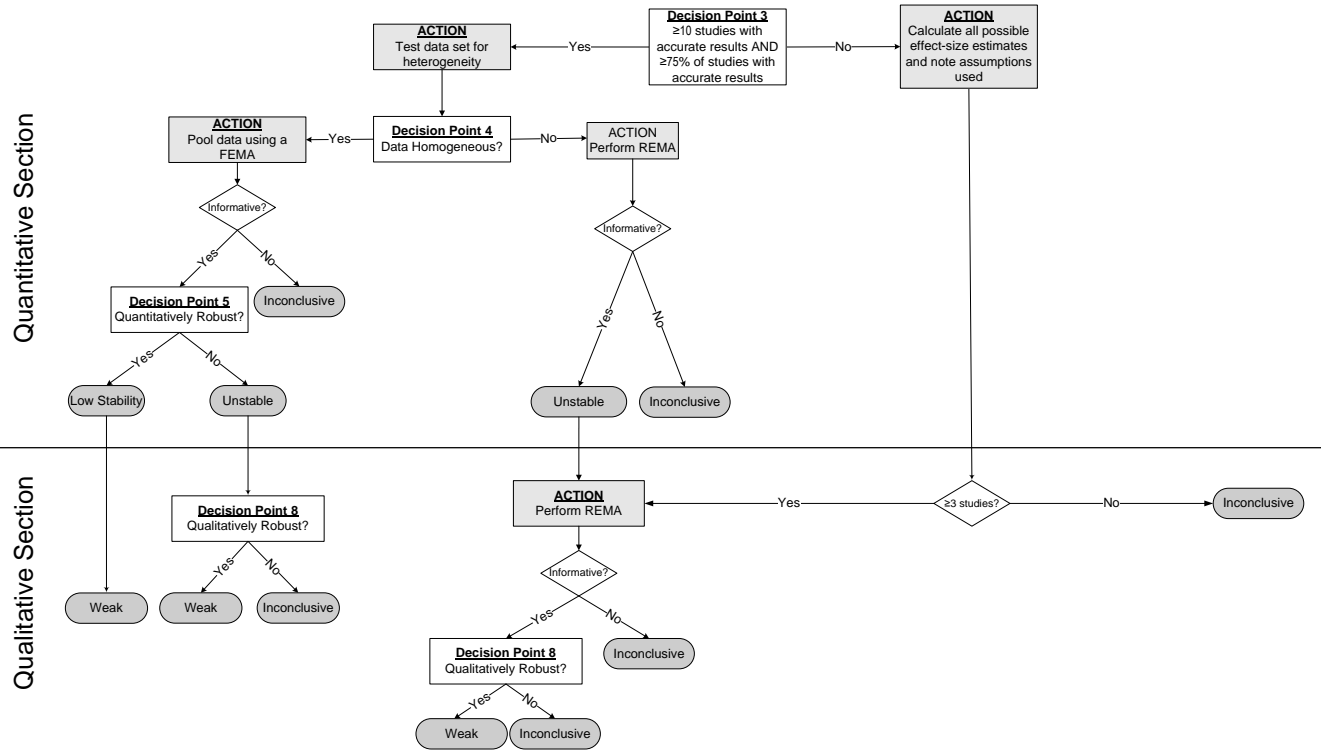 Quantitative Section
Decision Point 3
≥10 studies with
accurate results AND
≥75% of studies with
accurate results
Yes
No
ACTION
Test data set for
heterogeneity
ACTION
Calculate all possible
effect-size estimates
and note assumptions
used
Decision Point 4
Data Homogeneous?
Yes
No
ACTION
Pool data using a
FEMA
ACTION
Perform REMA
Informative?
Yes
No
Informative?
Yes
No
Decision Point 5
Quantitatively Robust?
Inconclusive
Yes
No
Low Stability
Unstable
Unstable
Inconclusive
Qualitative Section
Decision Point 8
Qualitatively Robust?
Yes
No
Weak
Weak
Inconclusive
ACTION
Perform REMA
Yes
≥3 studies?
No
Inconclusive
Informative?
Yes
No
Decision Point 8
Qualitatively Robust?
Inconclusive
Yes
No
Weak
Inconclusive